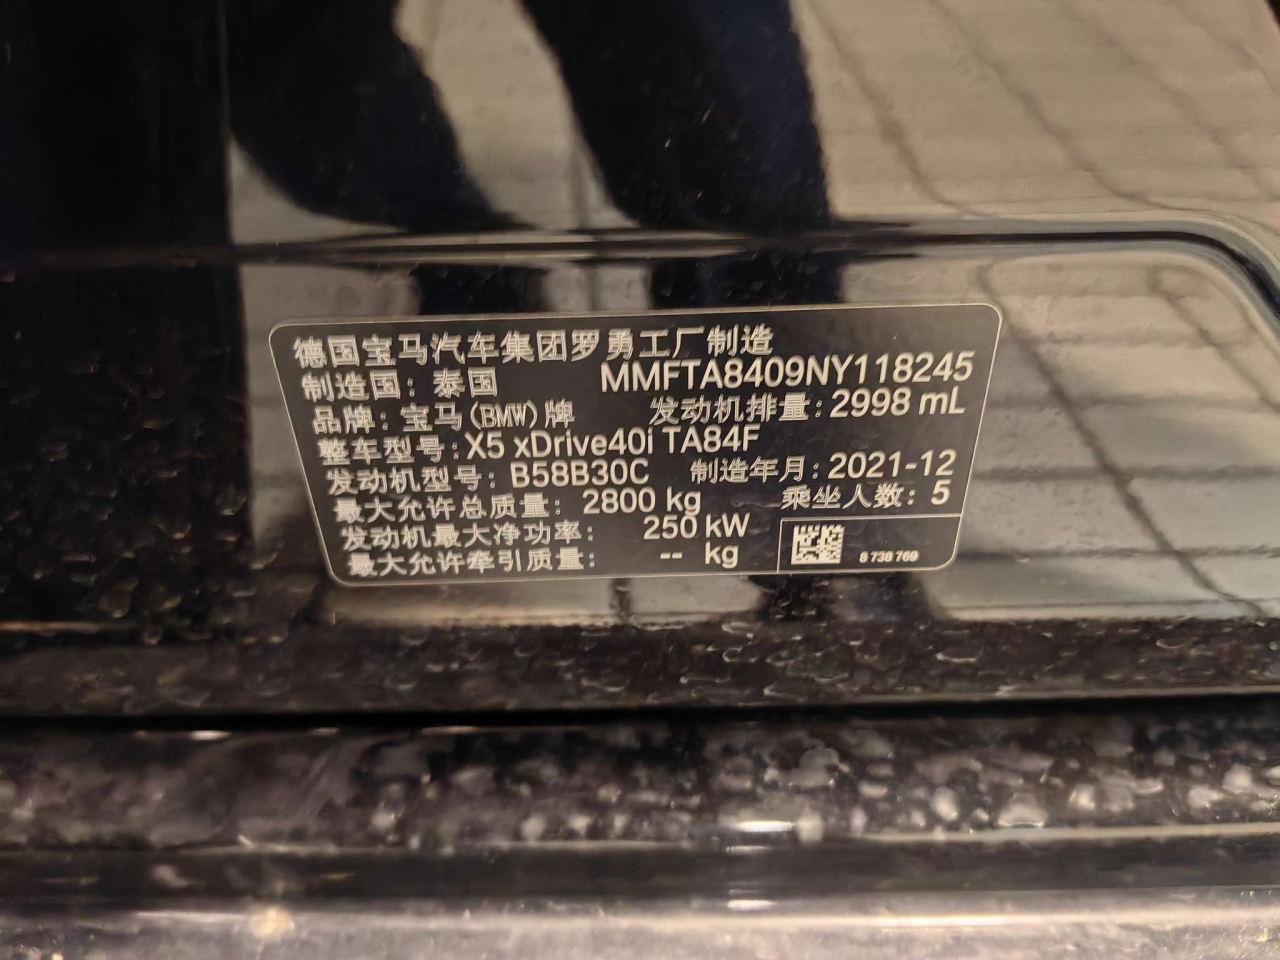 德国宝马汽车集团罗勇工厂制造
制造国：泰国 MMFTA8409NY118245
品牌：宝马(BMW)牌 发动机排量：2998 mL
整车型号：X5 xDrive40i TA84F
发动机型号：B58B30C 制造年月：2021-12
最大允许总质量：2800 kg 乘坐人数：5
发动机最大净功率：250 kW
最大允许牵引质量：-- kg
8 738 769